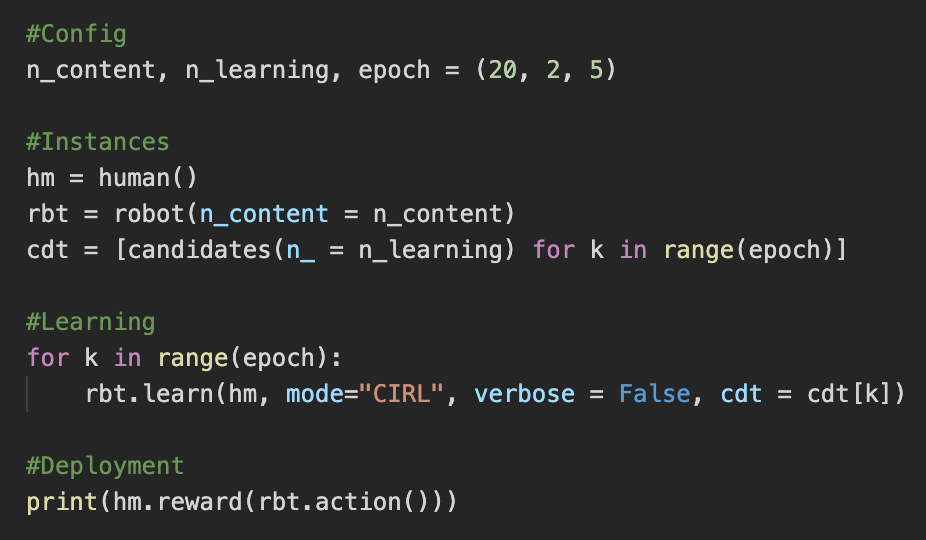 #Config
n_content, n_learning, epoch = (20, 2, 5)
#Instances
hm = human()
rbt = robot(n_content = n_content)
cdt = [candidates(n_ = n_learning) for k in range(epoch)]
#Learning
for k in range(epoch):
    rbt.learn(hm, mode="CIRL", verbose = False, cdt = cdt[k])
#Deployment
print(hm.reward(rbt.action()))